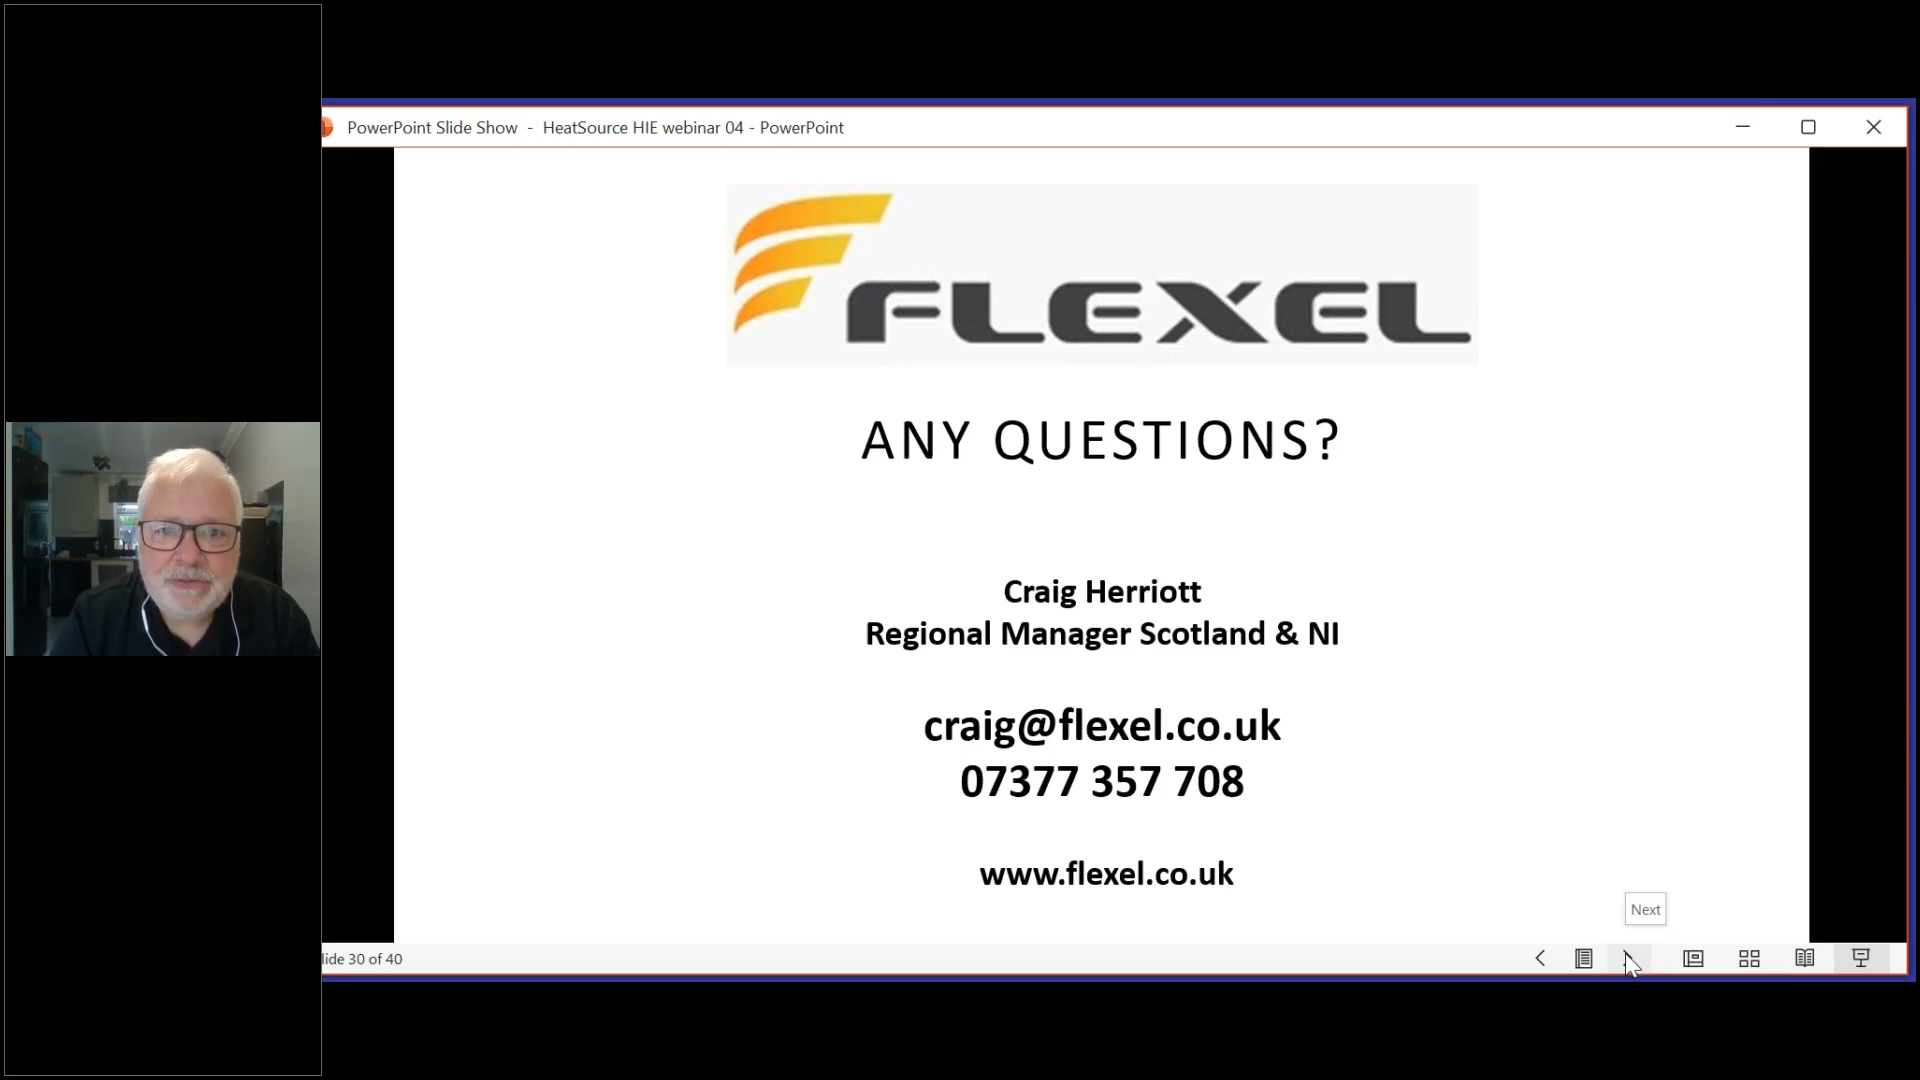 PowerPoint Slide Show - HeatSource HIE webinar 04 - PowerPoint
FLEXEL
ANY QUESTIONS?
Craig Herriott
Regional Manager Scotland & NI
craig@flexel.co.uk
07377 357 708
www.flexel.co.uk
Next
lide 30 of 40